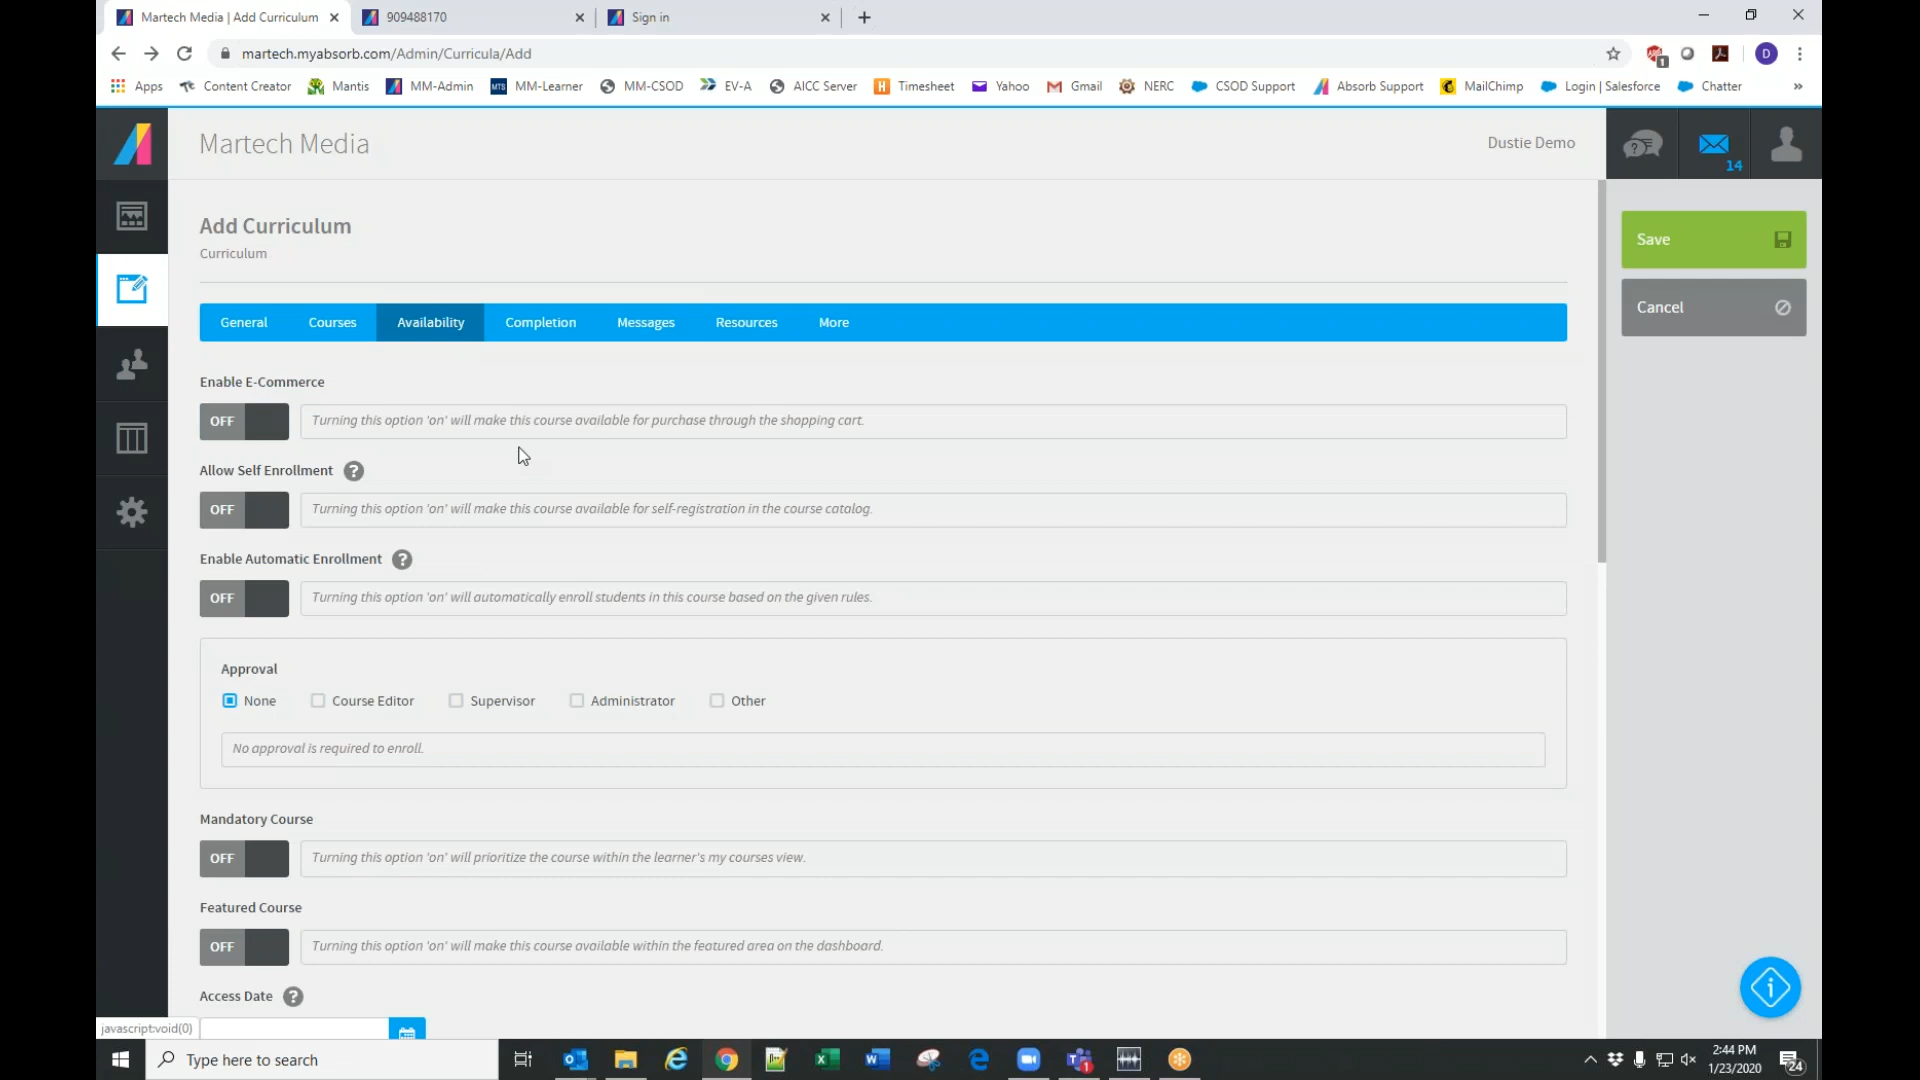 Martech Media | Add Curriculum
909488170
Sign in
martech.myabsorb.com/Admin/Curricula/Add
1
D
Apps
Content Creator
Mantis
MM-Admin
MTS
MM-Learner
MM-CSOD
EV-A
AICC Server
H
Timesheet
Yahoo
Gmail
NERC
CSOD Support
Absorb Support
MailChimp
Login | Salesforce
Chatter
»
Martech Media
Dustie Demo
14
Add Curriculum
Curriculum
Save
Cancel
General
Courses
Availability
Completion
Messages
Resources
More
Enable E-Commerce
OFF
Turning this option 'on' will make this course available for purchase through the shopping cart.
Allow Self Enrollment ?
OFF
Turning this option 'on' will make this course available for self-registration in the course catalog.
Enable Automatic Enrollment ?
OFF
Turning this option 'on' will automatically enroll students in this course based on the given rules.
Approval
None
Course Editor
Supervisor
Administrator
Other
No approval is required to enroll.
Mandatory Course
OFF
Turning this option 'on' will prioritize the course within the learner's my courses view.
Featured Course
OFF
Turning this option 'on' will make this course available within the featured area on the dashboard.
Access Date ?
javascript:void(0)
Type here to search
1
2:44 PM
1/23/2020
24